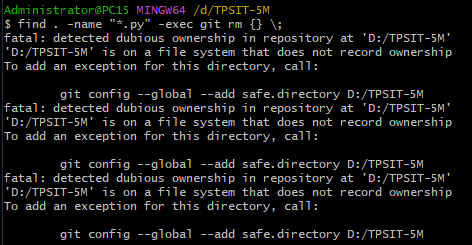 Administrator@PC15 MINGW64 /d/TPSIT-5M
$ find . -name "*.py" -exec git rm {} \;
fatal: detected dubious ownership in repository at 'D:/TPSIT-5M'
'D:/TPSIT-5M' is on a file system that does not record ownership
To add an exception for this directory, call:
git config --global --add safe.directory D:/TPSIT-5M
fatal: detected dubious ownership in repository at 'D:/TPSIT-5M'
'D:/TPSIT-5M' is on a file system that does not record ownership
To add an exception for this directory, call:
git config --global --add safe.directory D:/TPSIT-5M
fatal: detected dubious ownership in repository at 'D:/TPSIT-5M'
'D:/TPSIT-5M' is on a file system that does not record ownership
To add an exception for this directory, call:
git config --global --add safe.directory D:/TPSIT-5M